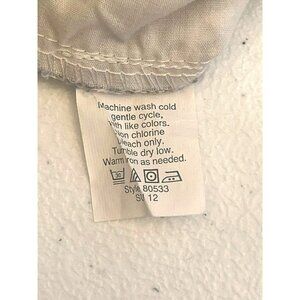 Machine wash cold
gentle cycle,
with like colors.
Non chlorine
bleach only.
Tumble dry low.
Warm iron as needed.
Style 80533
12